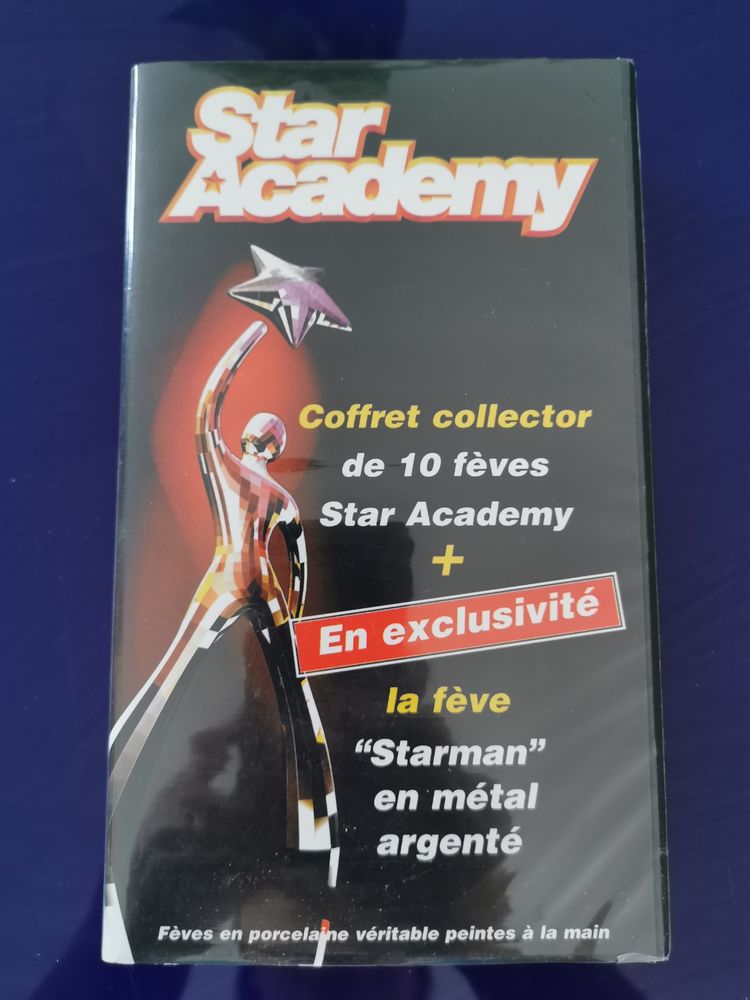 Star
Academy
Coffret collector
de 10 fèves
Star Academy
+
En exclusivité
la fève
“Starman”
en métal
argenté
Fèves en porcelaine véritable peintes à la main